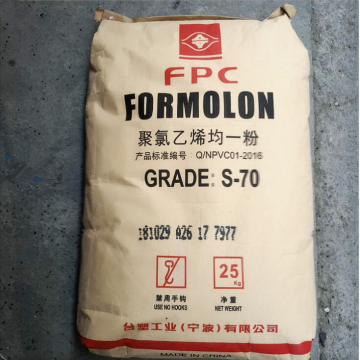 FPC
FORMOLON
聚氯乙烯均一粉
产品标准编号: Q/NPVC01-2016
GRADE: S-70
181029 A26 17 7977
25
Kg
禁用手钩
USE NO HOOKS
净重
NET WEIGHT
台塑工业(宁波)有限公司
MADE IN CHINA